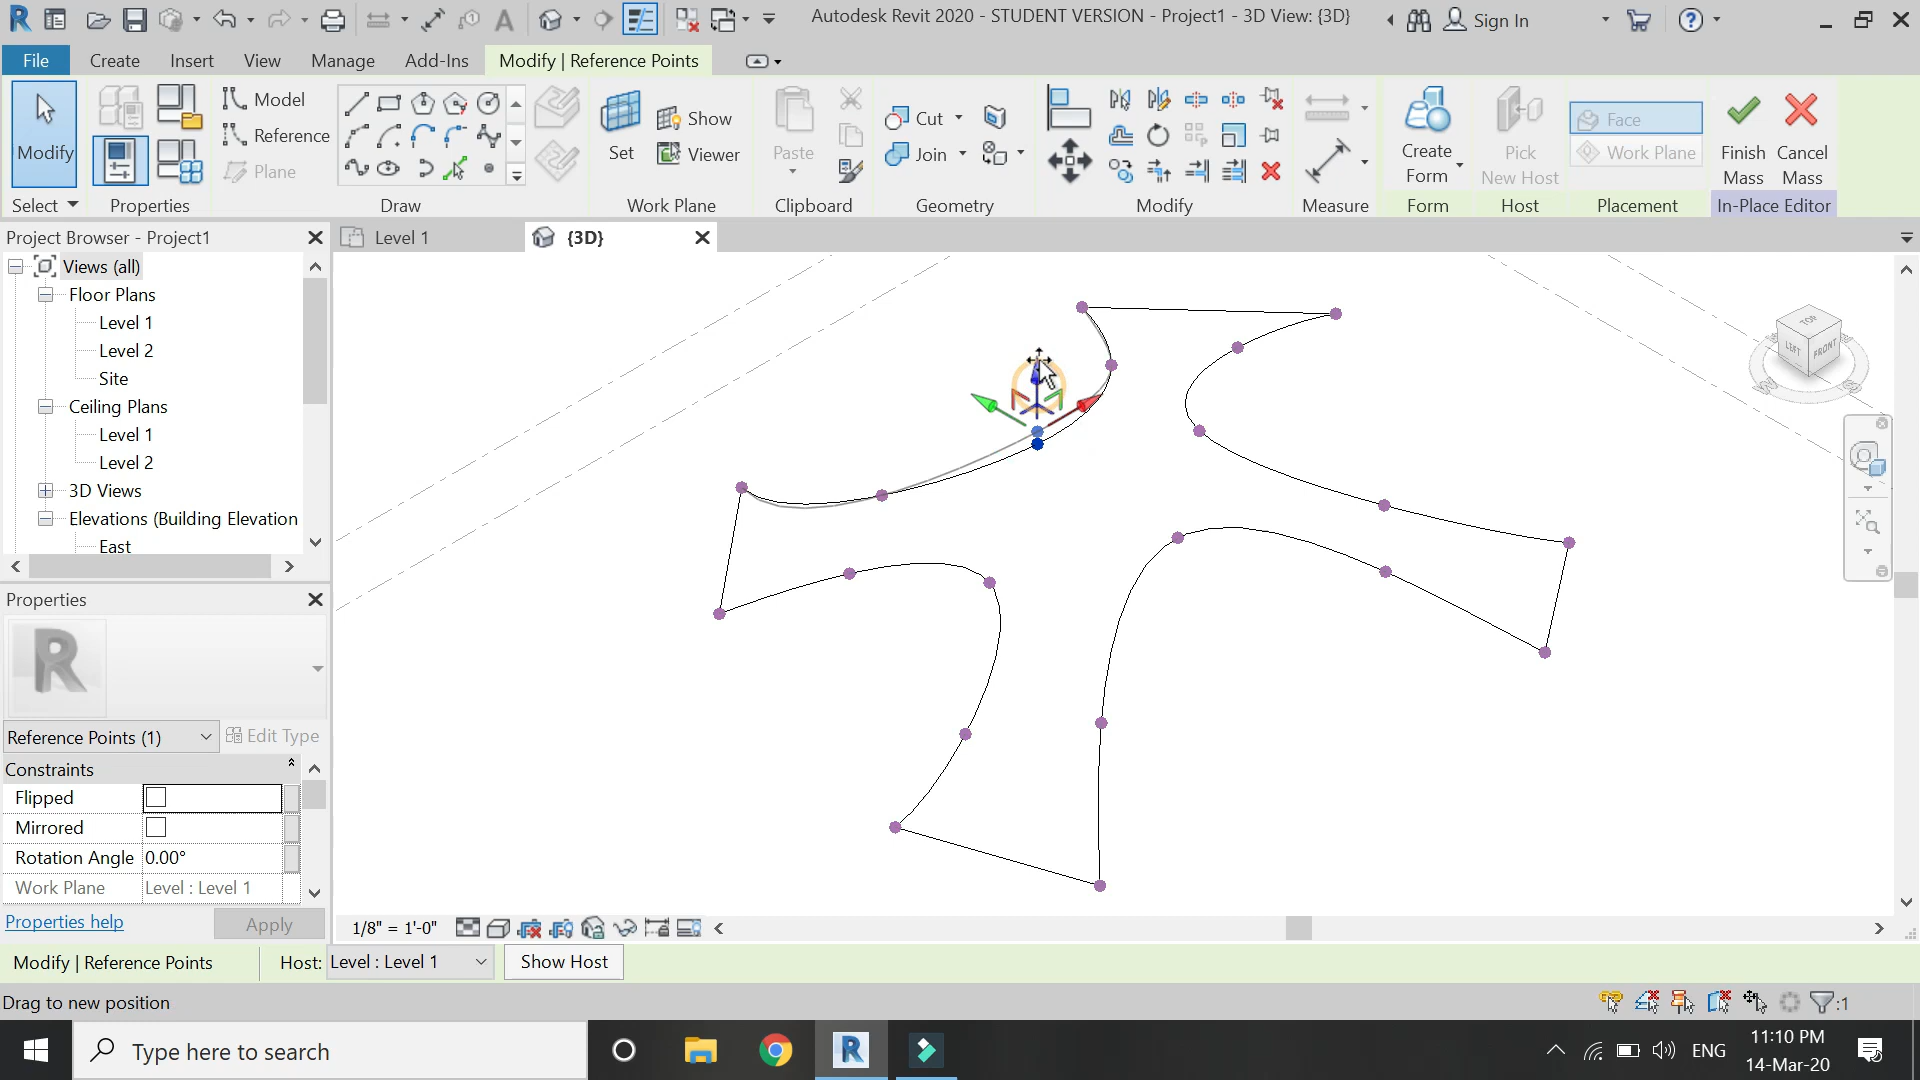 Autodesk Revit 2020 - STUDENT VERSION - Project1 - 3D View: {3D}
Sign In
File
Create
Insert
View
Manage
Add-Ins
Modify | Reference Points
Modify
Model
Reference
Plane
Set
Show
Viewer
Paste
Cut
Join
Create
Form
Pick
New Host
Face
Work Plane
Finish
Mass
Cancel
Mass
Select
Properties
Draw
Work Plane
Clipboard
Geometry
Modify
Measure
Form
Host
Placement
In-Place Editor
Project Browser - Project1
Level 1
{3D}
Views (all)
Floor Plans
Level 1
Level 2
Site
Ceiling Plans
Level 1
Level 2
3D Views
Elevations (Building Elevation
East
TOP
LEFT
FRONT
W
S
Properties
R
Reference Points (1)
Edit Type
Constraints
Flipped
Mirrored
Rotation Angle
0.00°
Work Plane
Level : Level 1
Properties help
Apply
1/8" = 1'-0"
Modify | Reference Points
Host:
Level : Level 1
Show Host
Drag to new position
:1
Type here to search
ENG
11:10 PM
14-Mar-20